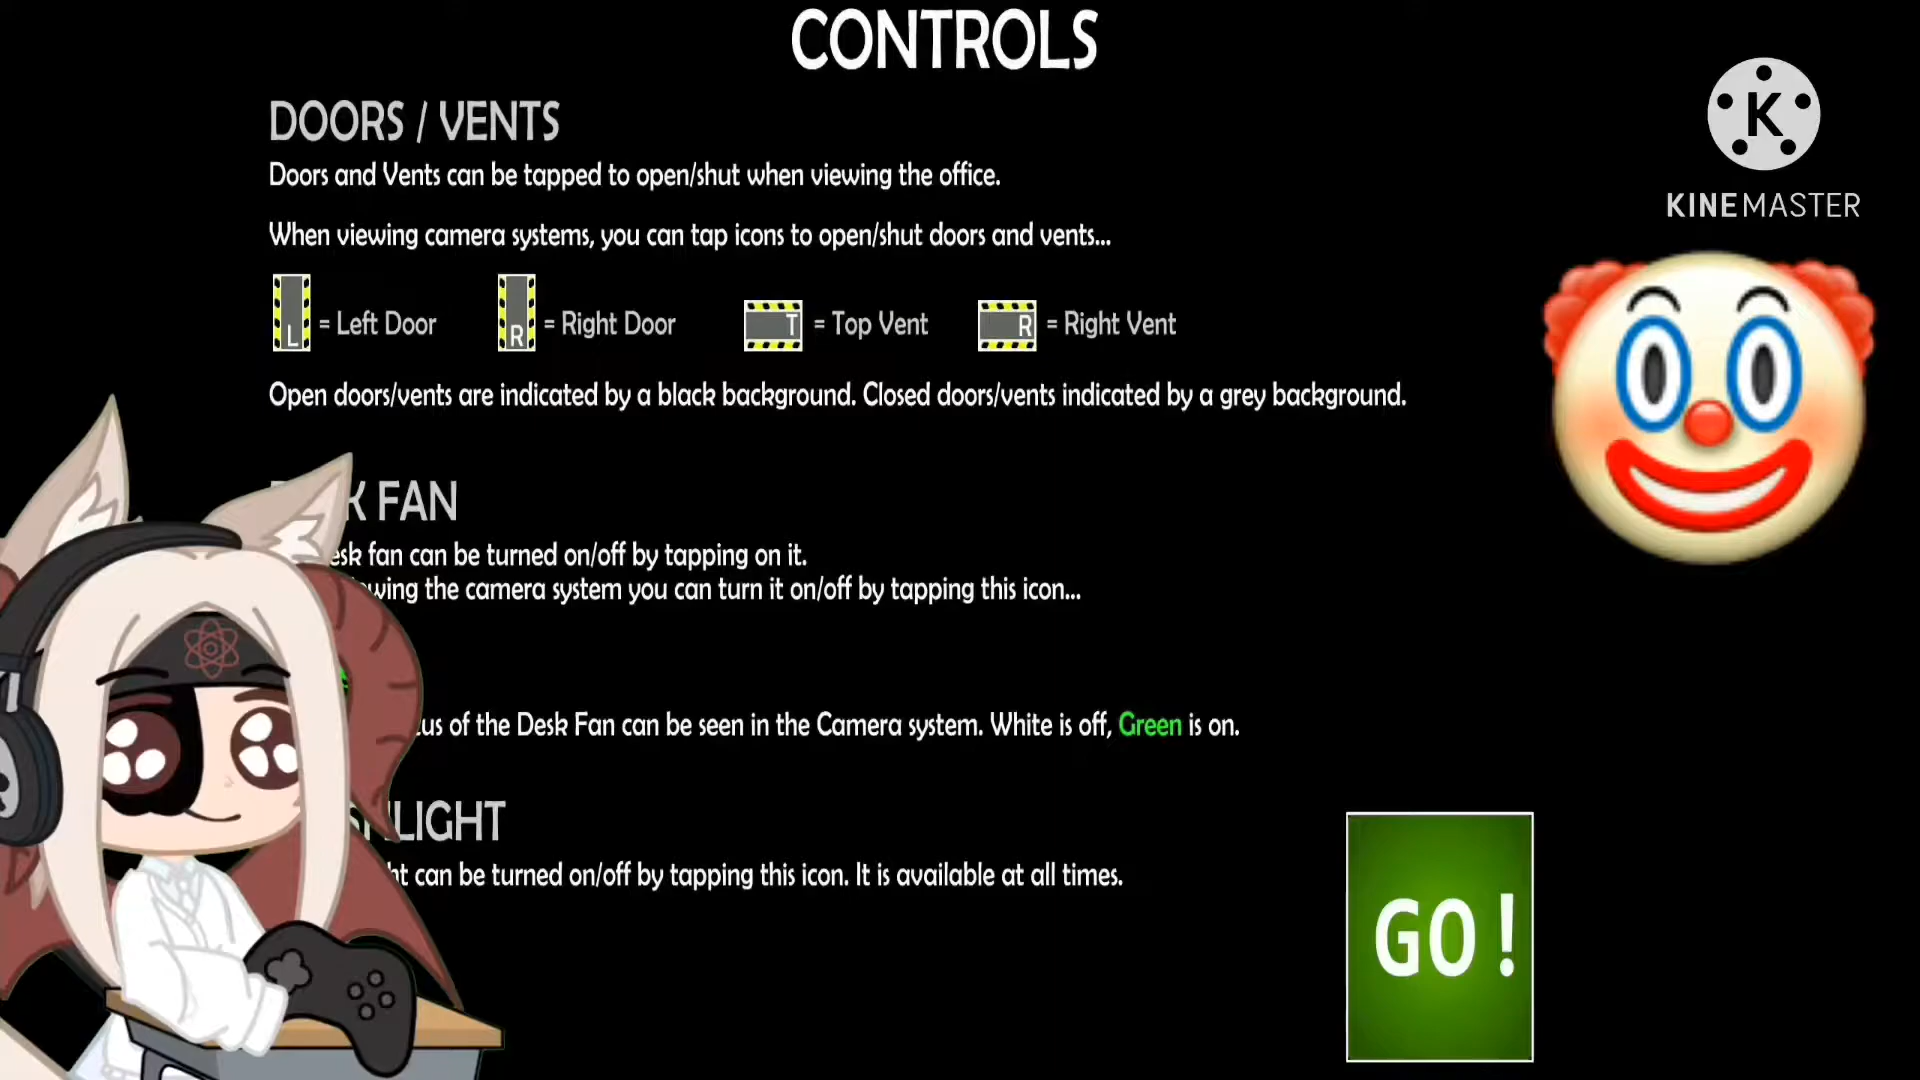 CONTROLS
K
KINEMASTER
DOORS / VENTS
Doors and Vents can be tapped to open/shut when viewing the office.
When viewing camera systems, you can tap icons to open/shut doors and vents...
L = Left Door R = Right Door T = Top Vent R = Right Vent
Open doors/vents are indicated by a black background. Closed doors/vents indicated by a grey background.
FAN
fan can be turned on/off by tapping on it.
the camera system you can turn it on/off by tapping this icon...
of the Desk Fan can be seen in the Camera system. White is off, Green is on.
LIGHT
can be turned on/off by tapping this icon. It is available at all times.
GO!